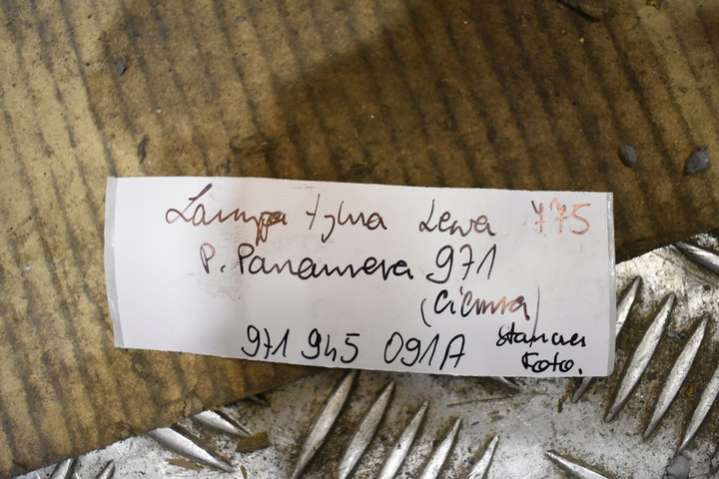 Lampa tylna Lewa 775
P. Panamera 971
(Ciemna)
971 945 091A Stan wg
Foto.